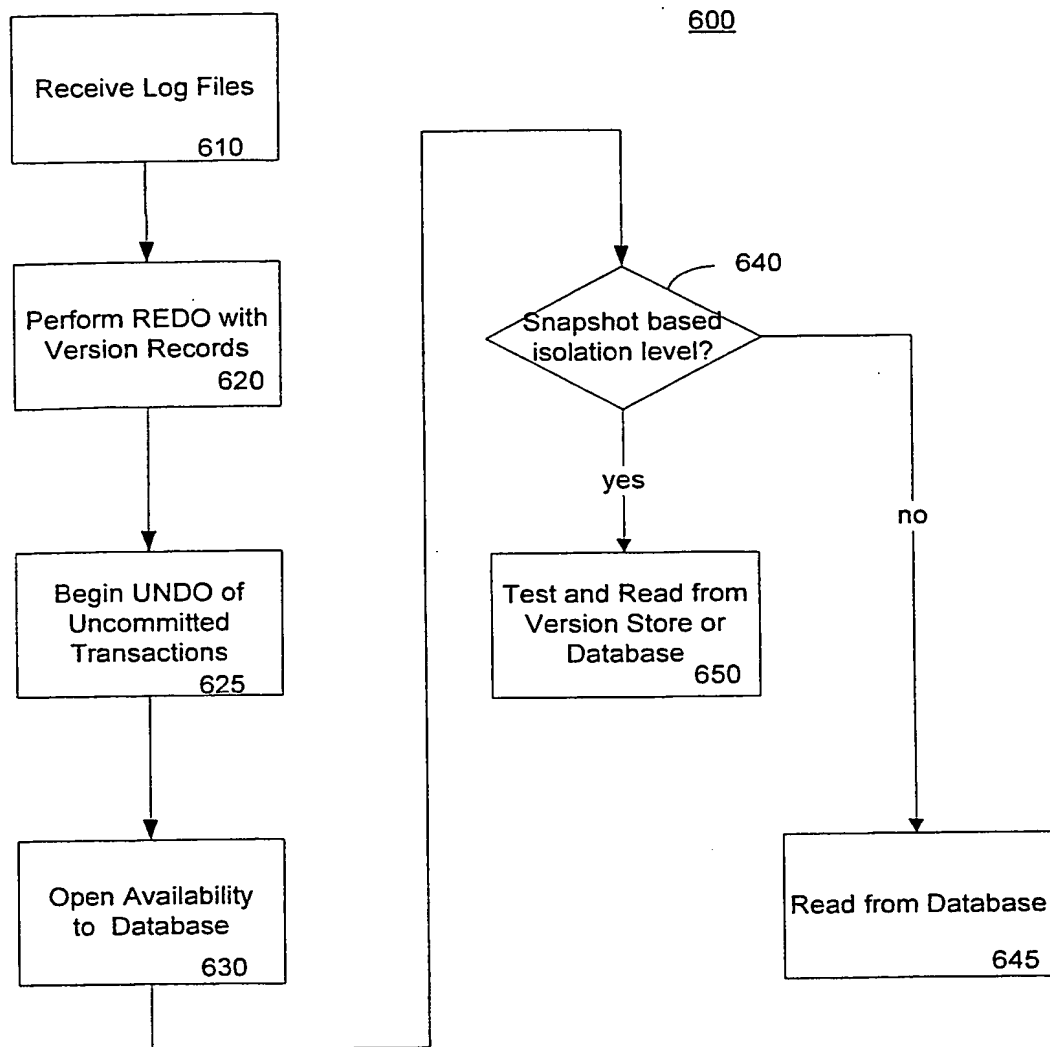 600
Receive Log Files
610
Perform REDO with
Version Records
620
Begin UNDO of
Uncommitted
Transactions
625
Open Availability
to Database
630
640
Snapshot based
isolation level?
yes
no
Test and Read from
Version Store or
Database
650
Read from Database
645